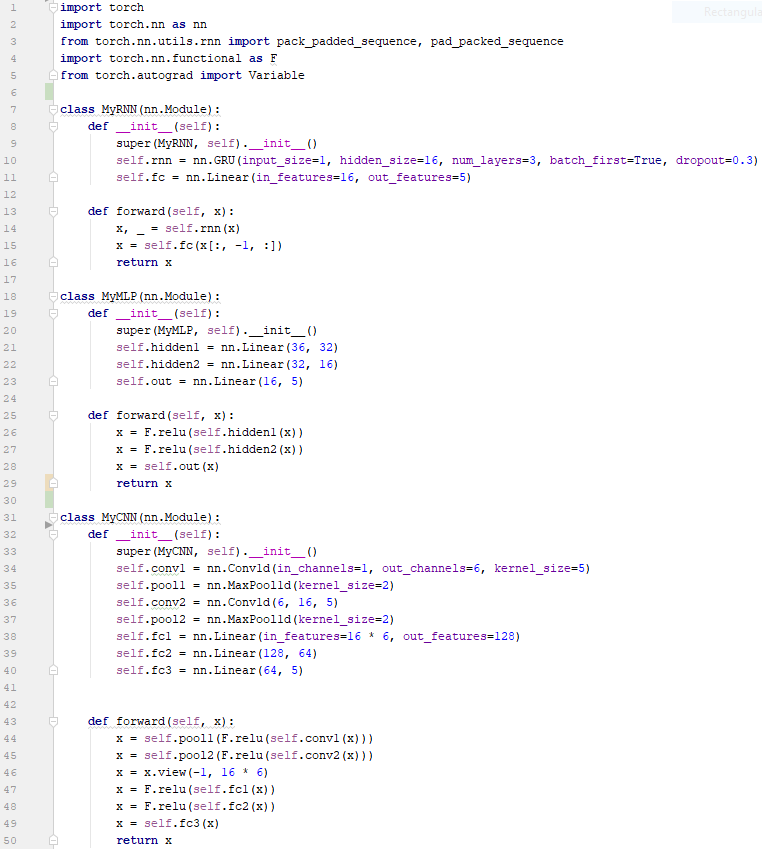 Rectangula
1 import torch
2 import torch.nn as nn
3 from torch.nn.utils.rnn import pack_padded_sequence, pad_packed_sequence
4 import torch.nn.functional as F
5 from torch.autograd import Variable
6
7 class MyRNN(nn.Module):
8     def __init__(self):
9         super(MyRNN, self).__init__()
10         self.rnn = nn.GRU(input_size=1, hidden_size=16, num_layers=3, batch_first=True, dropout=0.3)
11         self.fc = nn.Linear(in_features=16, out_features=5)
12
13     def forward(self, x):
14         x, _ = self.rnn(x)
15         x = self.fc(x[:, -1, :])
16         return x
17
18 class MyMLP(nn.Module):
19     def __init__(self):
20         super(MyMLP, self).__init__()
21         self.hidden1 = nn.Linear(36, 32)
22         self.hidden2 = nn.Linear(32, 16)
23         self.out = nn.Linear(16, 5)
24
25     def forward(self, x):
26         x = F.relu(self.hidden1(x))
27         x = F.relu(self.hidden2(x))
28         x = self.out(x)
29         return x
30
31 class MyCNN(nn.Module):
32     def __init__(self):
33         super(MyCNN, self).__init__()
34         self.conv1 = nn.Conv1d(in_channels=1, out_channels=6, kernel_size=5)
35         self.pool1 = nn.MaxPool1d(kernel_size=2)
36         self.conv2 = nn.Conv1d(6, 16, 5)
37         self.pool2 = nn.MaxPool1d(kernel_size=2)
38         self.fc1 = nn.Linear(in_features=16 * 6, out_features=128)
39         self.fc2 = nn.Linear(128, 64)
40         self.fc3 = nn.Linear(64, 5)
41
42
43     def forward(self, x):
44         x = self.pool1(F.relu(self.conv1(x)))
45         x = self.pool2(F.relu(self.conv2(x)))
46         x = x.view(-1, 16 * 6)
47         x = F.relu(self.fc1(x))
48         x = F.relu(self.fc2(x))
49         x = self.fc3(x)
50         return x